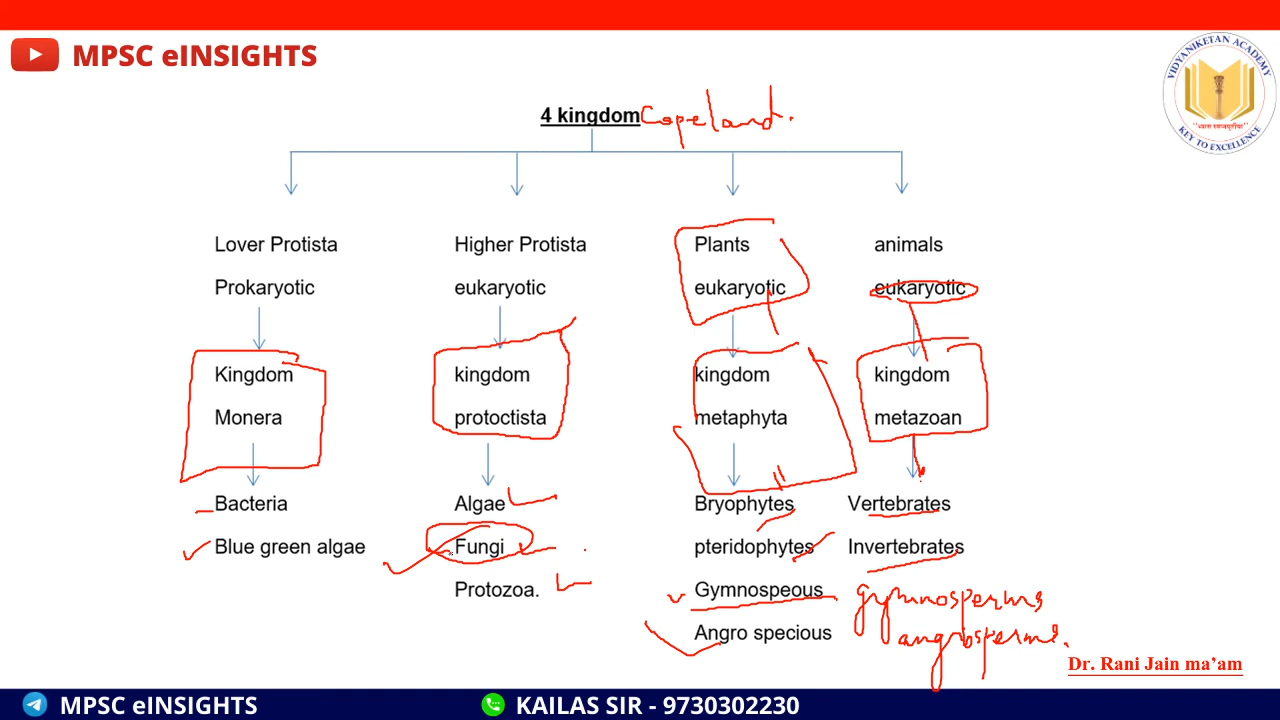 MPSC eINSIGHTS
VIDYANIKETAN ACADEMY
KEY TO EXCELLENCE
4 kingdom Copeland.
Lover Protista
Higher Protista
Plants
animals
Prokaryotic
eukaryotic
eukaryotic
eukaryotic
Kingdom
kingdom
kingdom
kingdom
Monera
protoctista
metaphyta
metazoan
Bacteria
Algae
Bryophytes
Vertebrates
Blue green algae
Fungi
pteridophytes
Invertebrates
Protozoa.
Gymnospeous
gymnosperms
Angro specious
angiosperms.
Dr. Rani Jain ma'am
MPSC eINSIGHTS
KAILAS SIR - 9730302230